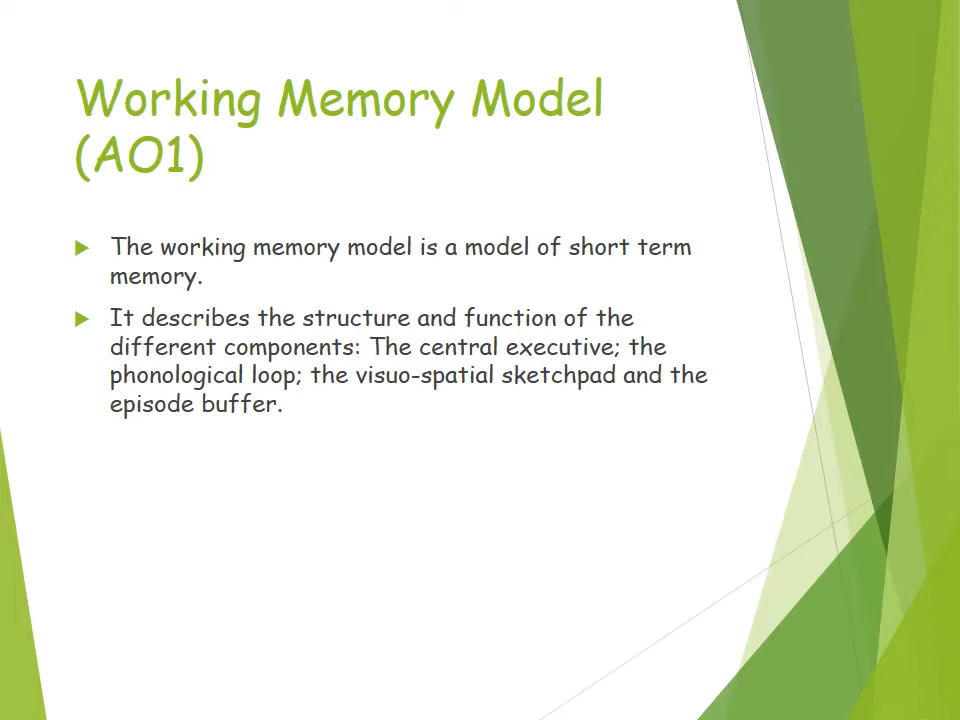 Working Memory Model
(AO1)
The working memory model is a model of short term
memory.
It describes the structure and function of the
different components: The central executive; the
phonological loop; the visuo-spatial sketchpad and the
episode buffer.